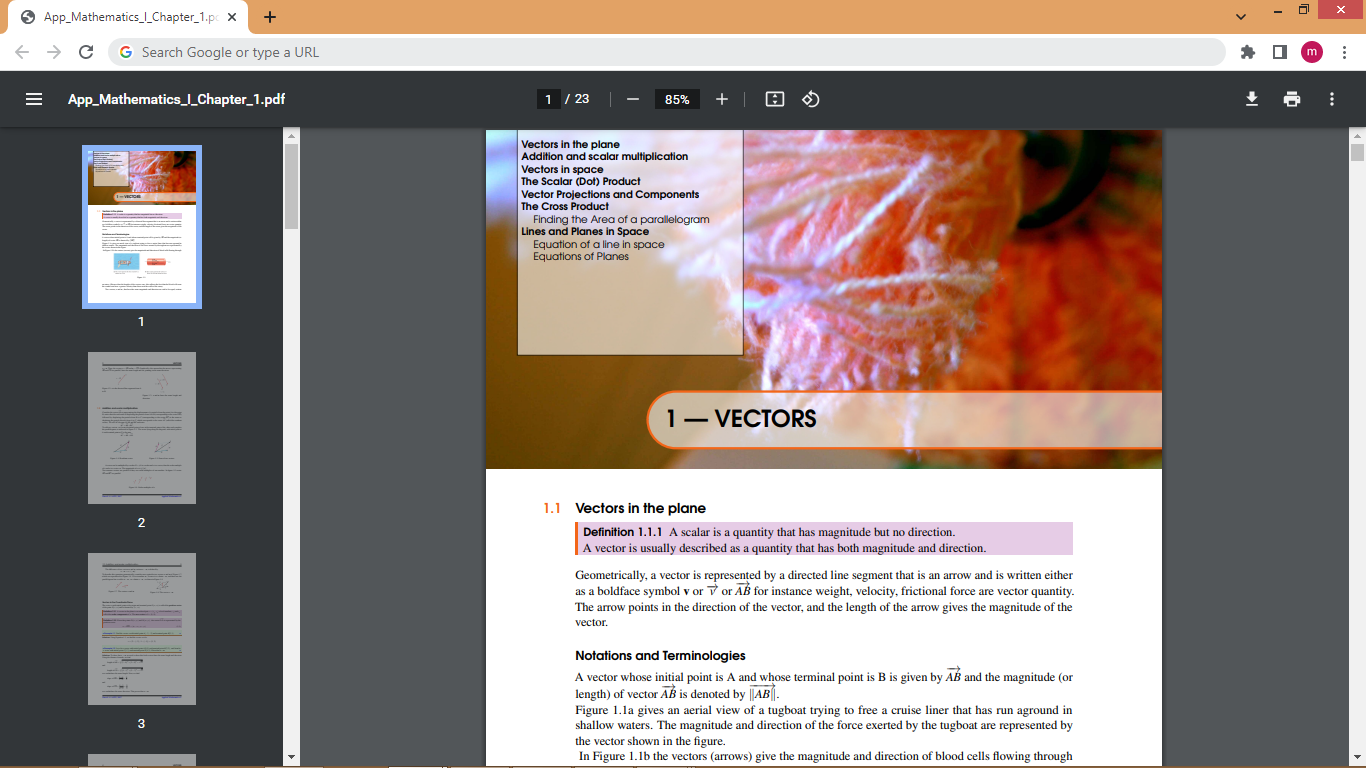 App_Mathematics_I_Chapter_1.p
Search Google or type a URL
m
App_Mathematics_I_Chapter_1.pdf
1 / 23
85%
1
2
3
Vectors in the plane
Addition and scalar multiplication
Vectors in space
The Scalar (Dot) Product
Vector Projections and Components
The Cross Product
Finding the Area of a parallelogram
Lines and Planes in Space
Equation of a line in space
Equations of Planes
1 — VECTORS
1.1 Vectors in the plane
Definition 1.1.1 A scalar is a quantity that has magnitude but no direction.
A vector is usually described as a quantity that has both magnitude and direction.
Geometrically, a vector is represented by a directed line segment that is an arrow and is written either
as a boldface symbol v or v⃗ or A⃗B⃗ for instance weight, velocity, frictional force are vector quantity.
The arrow points in the direction of the vector, and the length of the arrow gives the magnitude of the
vector.
Notations and Terminologies
A vector whose initial point is A and whose terminal point is B is given by A⃗B⃗ and the magnitude (or
length) of vector A⃗B⃗ is denoted by ||A⃗B⃗||.
Figure 1.1a gives an aerial view of a tugboat trying to free a cruise liner that has run aground in
shallow waters. The magnitude and direction of the force exerted by the tugboat are represented by
the vector shown in the figure.
In Figure 1.1b the vectors (arrows) give the magnitude and direction of blood cells flowing through